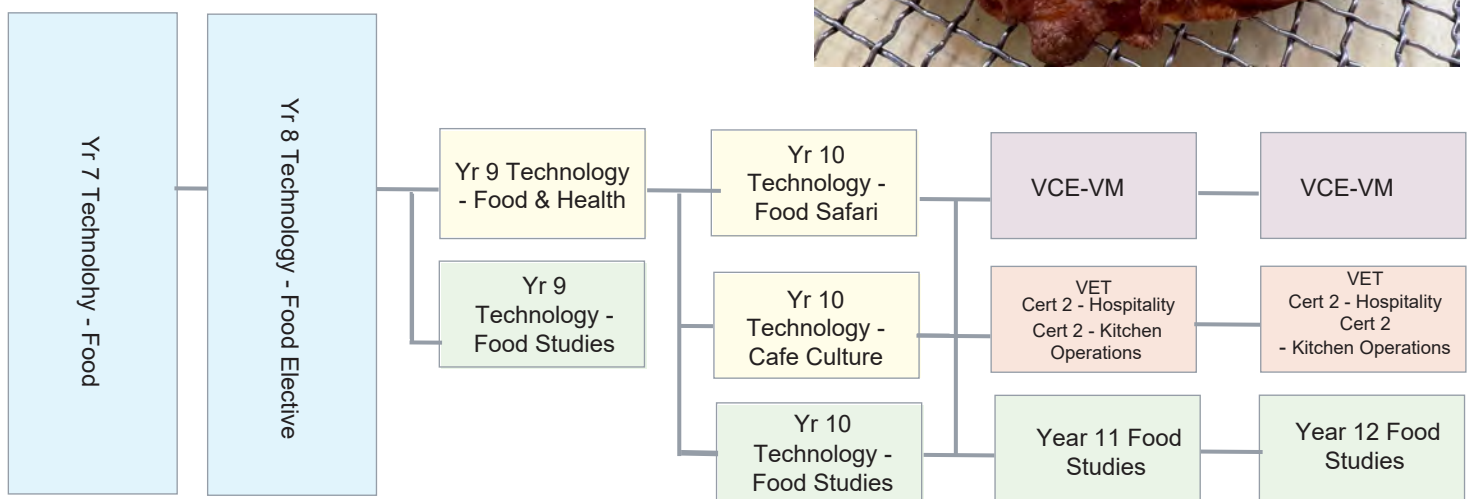 Yr 7 Technolohy - Food
Yr 8 Technology - Food Elective
Yr 9 Technology
- Food & Health
Yr 9
Technology -
Food Studies
Yr 10
Technology -
Food Safari
Yr 10
Technology -
Cafe Culture
Yr 10
Technology -
Food Studies
VCE-VM
VET
Cert 2 - Hospitality
Cert 2 - Kitchen
Operations
Year 11 Food
Studies
VCE-VM
VET
Cert 2 - Hospitality
Cert 2
- Kitchen Operations
Year 12 Food
Studies